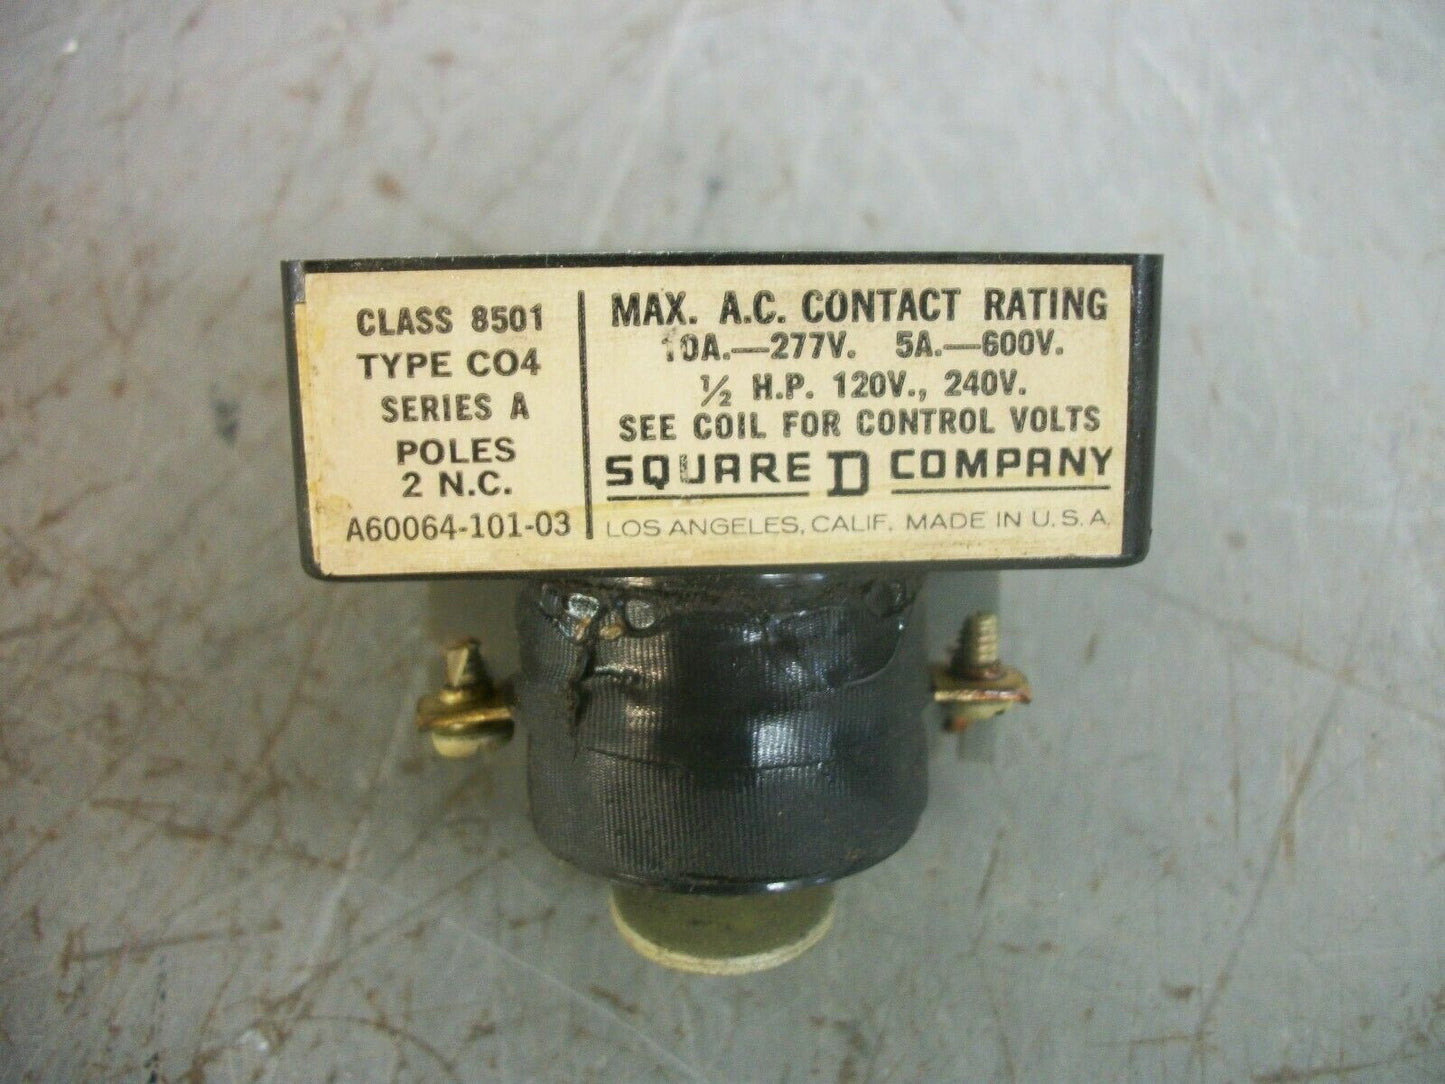 CLASS 8501
TYPE CO4
SERIES A
POLES
2 N.C.
A60064-101-03
MAX. A.C. CONTACT RATING
10A.—277V. 5A.—600V.
½ H.P. 120V., 240V.
SEE COIL FOR CONTROL VOLTS
SQUARE D COMPANY
LOS ANGELES, CALIF. MADE IN U.S.A.